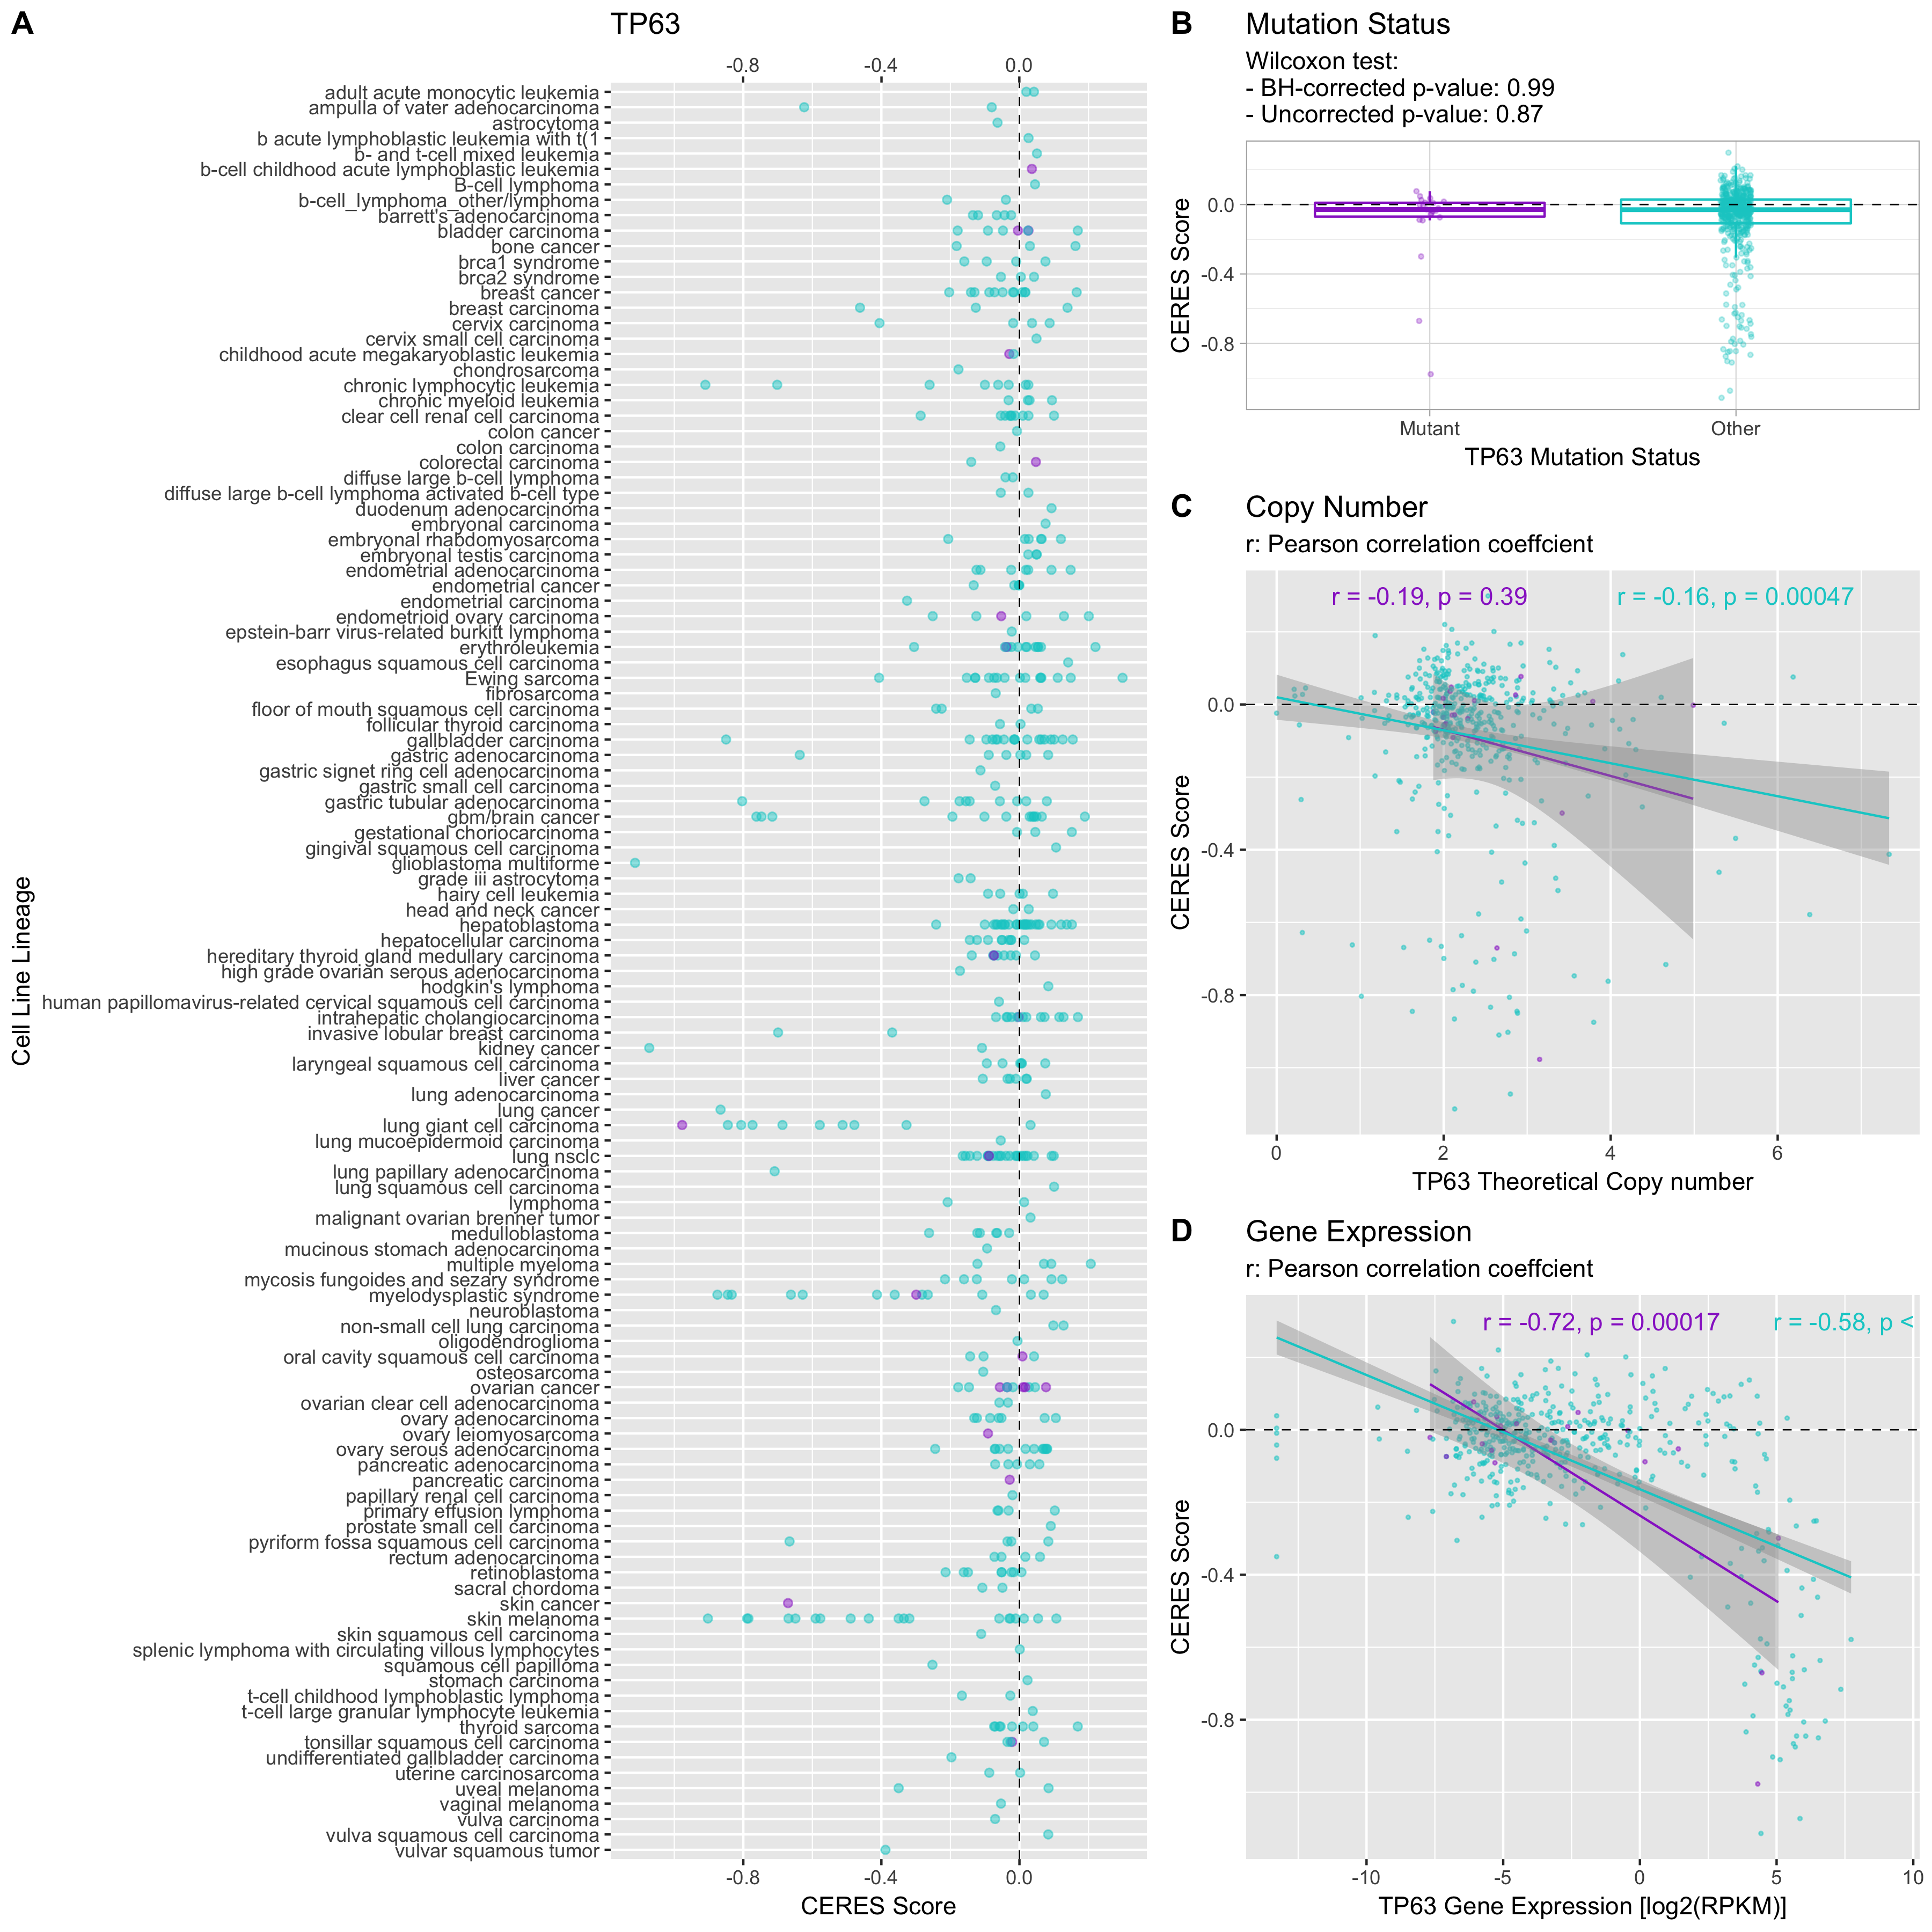 A
TP63
-0.8 -0.4 0.0
Cell Line Lineage
adult acute monocytic leukemia
ampulla of vater adenocarcinoma
astrocytoma
b acute lymphoblastic leukemia with t(1
b- and t-cell mixed leukemia
b-cell childhood acute lymphoblastic leukemia
B-cell lymphoma
b-cell_lymphoma_other/lymphoma
barrett's adenocarcinoma
bladder carcinoma
bone cancer
brca1 syndrome
brca2 syndrome
breast cancer
breast carcinoma
cervix carcinoma
cervix small cell carcinoma
childhood acute megakaryoblastic leukemia
chondrosarcoma
chronic lymphocytic leukemia
chronic myeloid leukemia
clear cell renal cell carcinoma
colon cancer
colon carcinoma
colorectal carcinoma
diffuse large b-cell lymphoma
diffuse large b-cell lymphoma activated b-cell type
duodenum adenocarcinoma
embryonal carcinoma
embryonal rhabdomyosarcoma
embryonal testis carcinoma
endometrial adenocarcinoma
endometrial cancer
endometrial carcinoma
endometrioid ovary carcinoma
epstein-barr virus-related burkitt lymphoma
erythroleukemia
esophagus squamous cell carcinoma
Ewing sarcoma
fibrosarcoma
floor of mouth squamous cell carcinoma
follicular thyroid carcinoma
gallbladder carcinoma
gastric adenocarcinoma
gastric signet ring cell adenocarcinoma
gastric small cell carcinoma
gastric tubular adenocarcinoma
gbm/brain cancer
gestational choriocarcinoma
gingival squamous cell carcinoma
glioblastoma multiforme
grade iii astrocytoma
hairy cell leukemia
head and neck cancer
hepatoblastoma
hepatocellular carcinoma
hereditary thyroid gland medullary carcinoma
high grade ovarian serous adenocarcinoma
hodgkin's lymphoma
human papillomavirus-related cervical squamous cell carcinoma
intrahepatic cholangiocarcinoma
invasive lobular breast carcinoma
kidney cancer
laryngeal squamous cell carcinoma
liver cancer
lung adenocarcinoma
lung cancer
lung giant cell carcinoma
lung mucoepidermoid carcinoma
lung nsclc
lung papillary adenocarcinoma
lung squamous cell carcinoma
lymphoma
malignant ovarian brenner tumor
medulloblastoma
mucinous stomach adenocarcinoma
multiple myeloma
mycosis fungoides and sezary syndrome
myelodysplastic syndrome
neuroblastoma
non-small cell lung carcinoma
oligodendroglioma
oral cavity squamous cell carcinoma
osteosarcoma
ovarian cancer
ovarian clear cell adenocarcinoma
ovary adenocarcinoma
ovary leiomyosarcoma
ovary serous adenocarcinoma
pancreatic adenocarcinoma
pancreatic carcinoma
papillary renal cell carcinoma
primary effusion lymphoma
prostate small cell carcinoma
pyriform fossa squamous cell carcinoma
rectum adenocarcinoma
retinoblastoma
sacral chordoma
skin cancer
skin melanoma
skin squamous cell carcinoma
splenic lymphoma with circulating villous lymphocytes
squamous cell papilloma
stomach carcinoma
t-cell childhood lymphoblastic lymphoma
t-cell large granular lymphocyte leukemia
thyroid sarcoma
tonsillar squamous cell carcinoma
undifferentiated gallbladder carcinoma
uterine carcinosarcoma
uveal melanoma
vaginal melanoma
vulva carcinoma
vulva squamous cell carcinoma
vulvar squamous tumor
-0.8 -0.4 0.0
CERES Score
B
Mutation Status
Wilcoxon test:
- BH-corrected p-value: 0.99
- Uncorrected p-value: 0.87
CERES Score
0.0
-0.4
-0.8
Mutant Other
TP63 Mutation Status
C
Copy Number
r: Pearson correlation coeffcient
r = -0.19, p = 0.39 r = -0.16, p = 0.00047
CERES Score
0.0
-0.4
-0.8
0 2 4 6
TP63 Theoretical Copy number
D
Gene Expression
r: Pearson correlation coeffcient
r = -0.72, p = 0.00017 r = -0.58, p <
CERES Score
0.0
-0.4
-0.8
-10 -5 0 5 10
TP63 Gene Expression [log2(RPKM)]